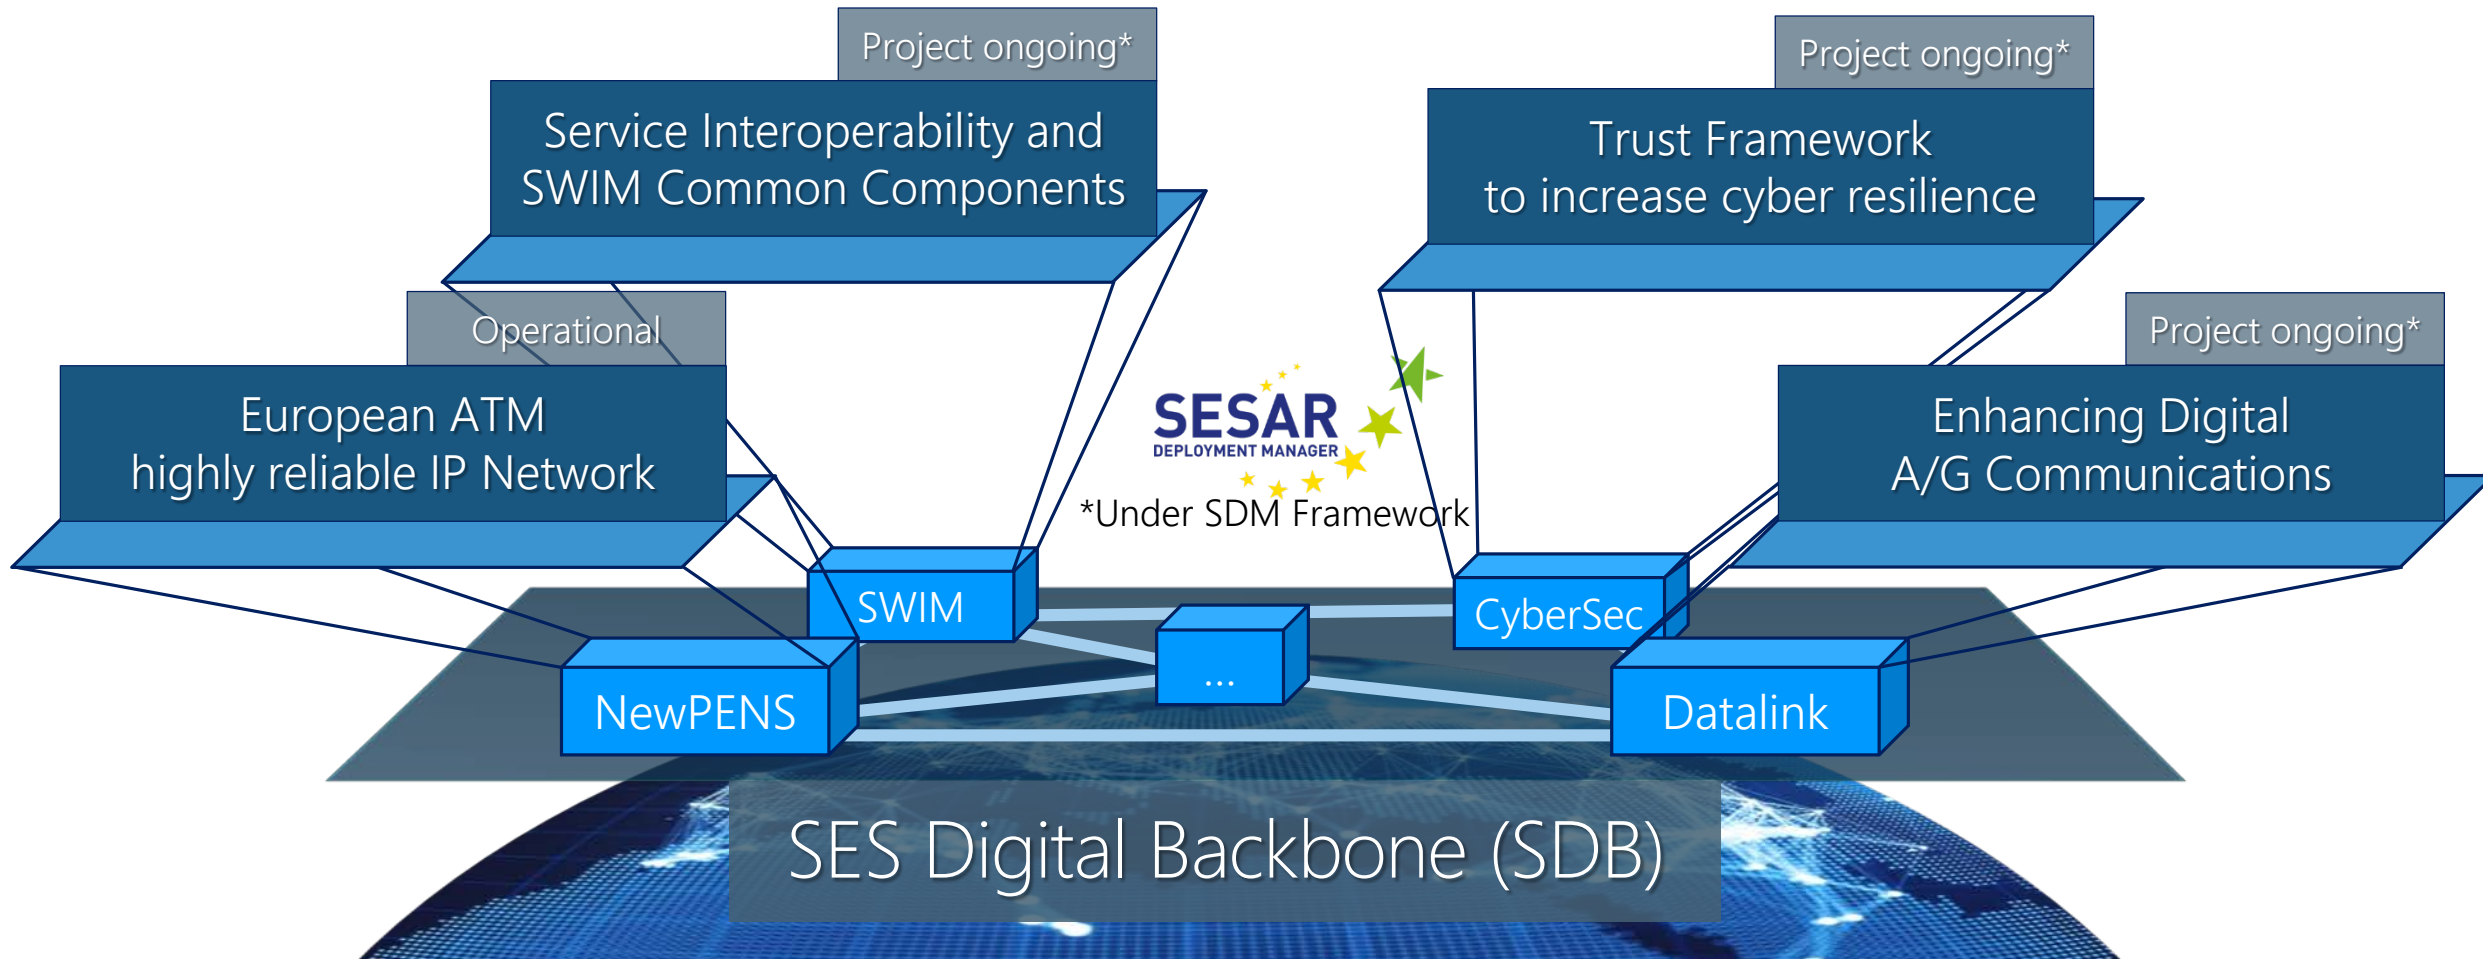 Project ongoing*
Service Interoperability and
SWIM Common Components
Project ongoing*
Trust Framework
to increase cyber resilience
Operational
European ATM
highly reliable IP Network
Project ongoing*
Enhancing Digital
A/G Communications
SESAR
DEPLOYMENT MANAGER
*Under SDM Framework
SWIM
CyberSec
...
NewPENS
Datalink
SES Digital Backbone (SDB)